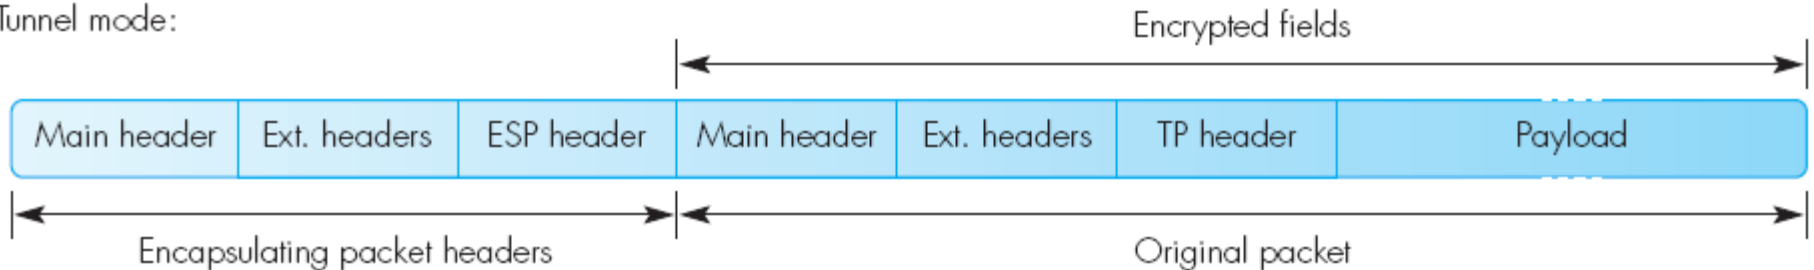 Tunnel mode:
Encrypted fields
Main header Ext. headers ESP header Main header Ext. headers TP header Payload
Encapsulating packet headers Original packet